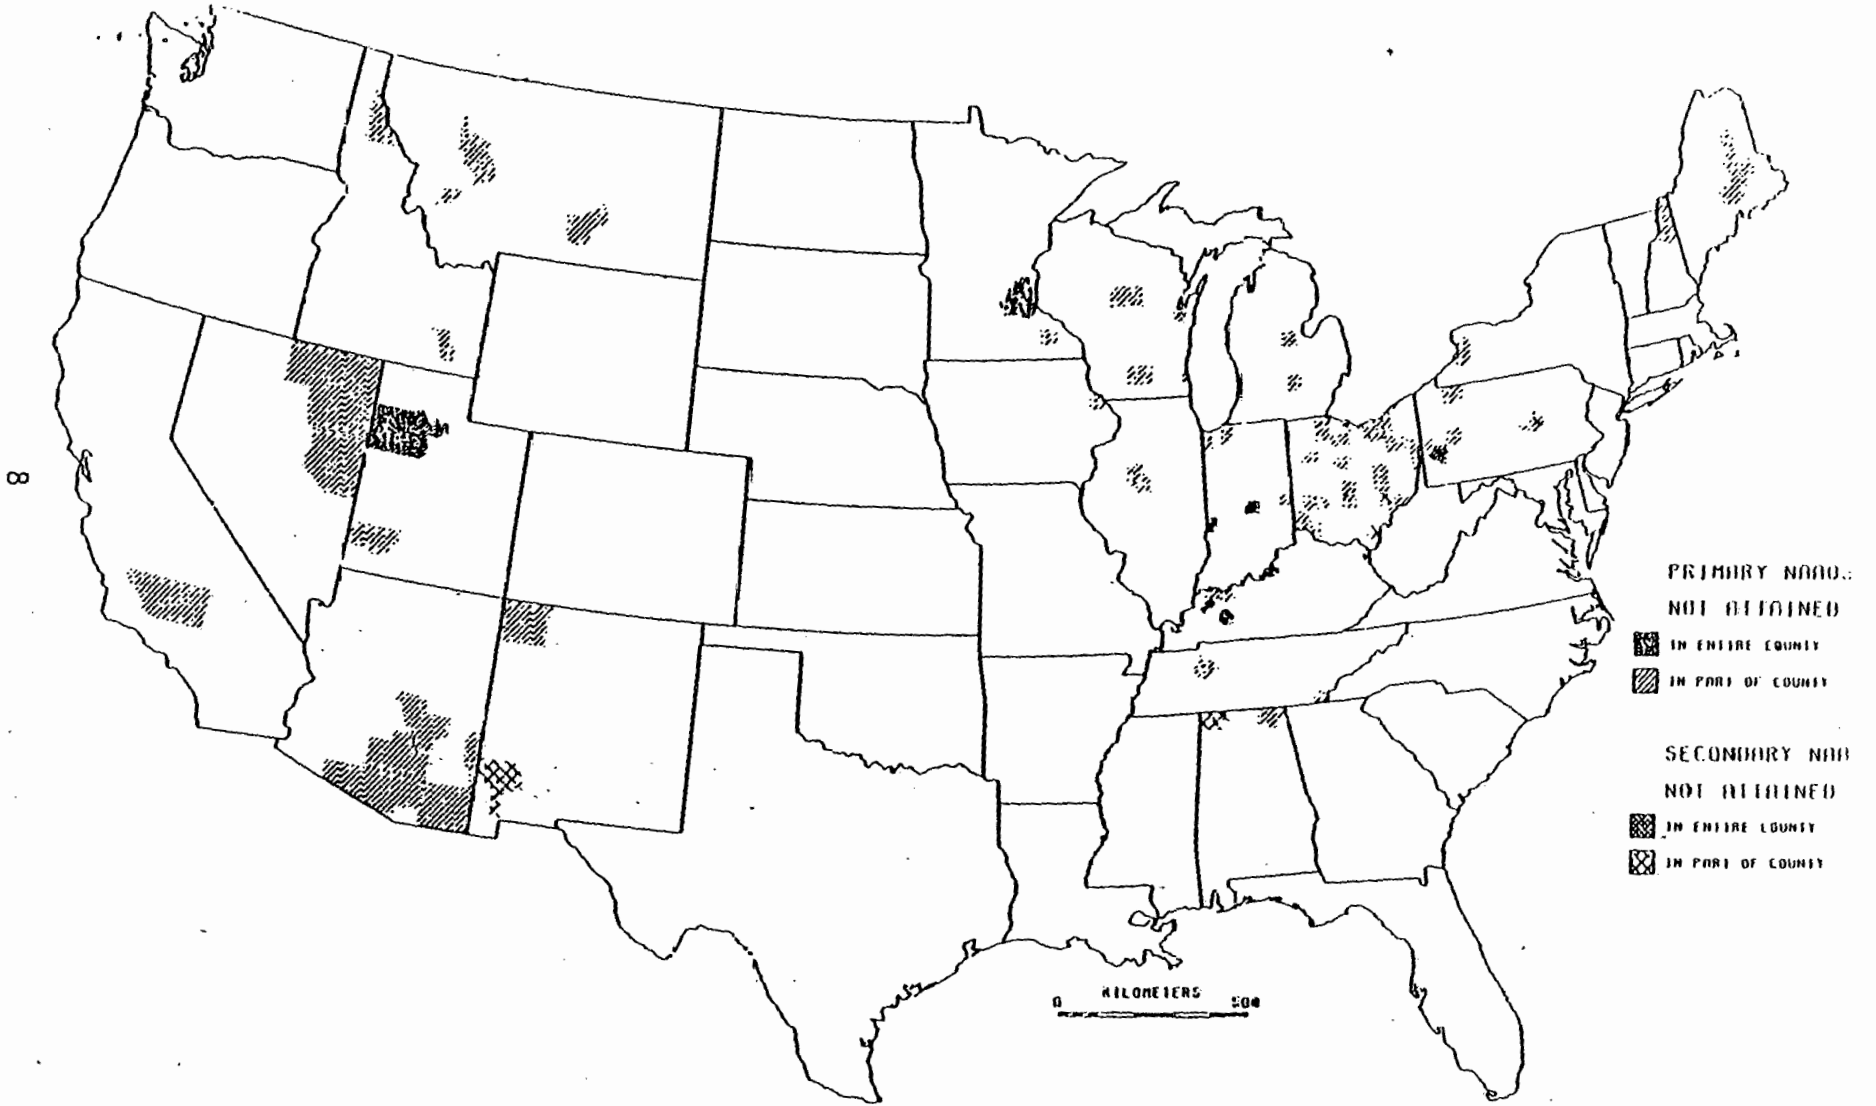 8
PRIMARY NAAQS
NOT ATTAINED
IN ENTIRE COUNTY
IN PART OF COUNTY
SECONDARY NAA
NOT ATTAINED
IN ENTIRE COUNTY
IN PART OF COUNTY
KILOMETERS
0 500